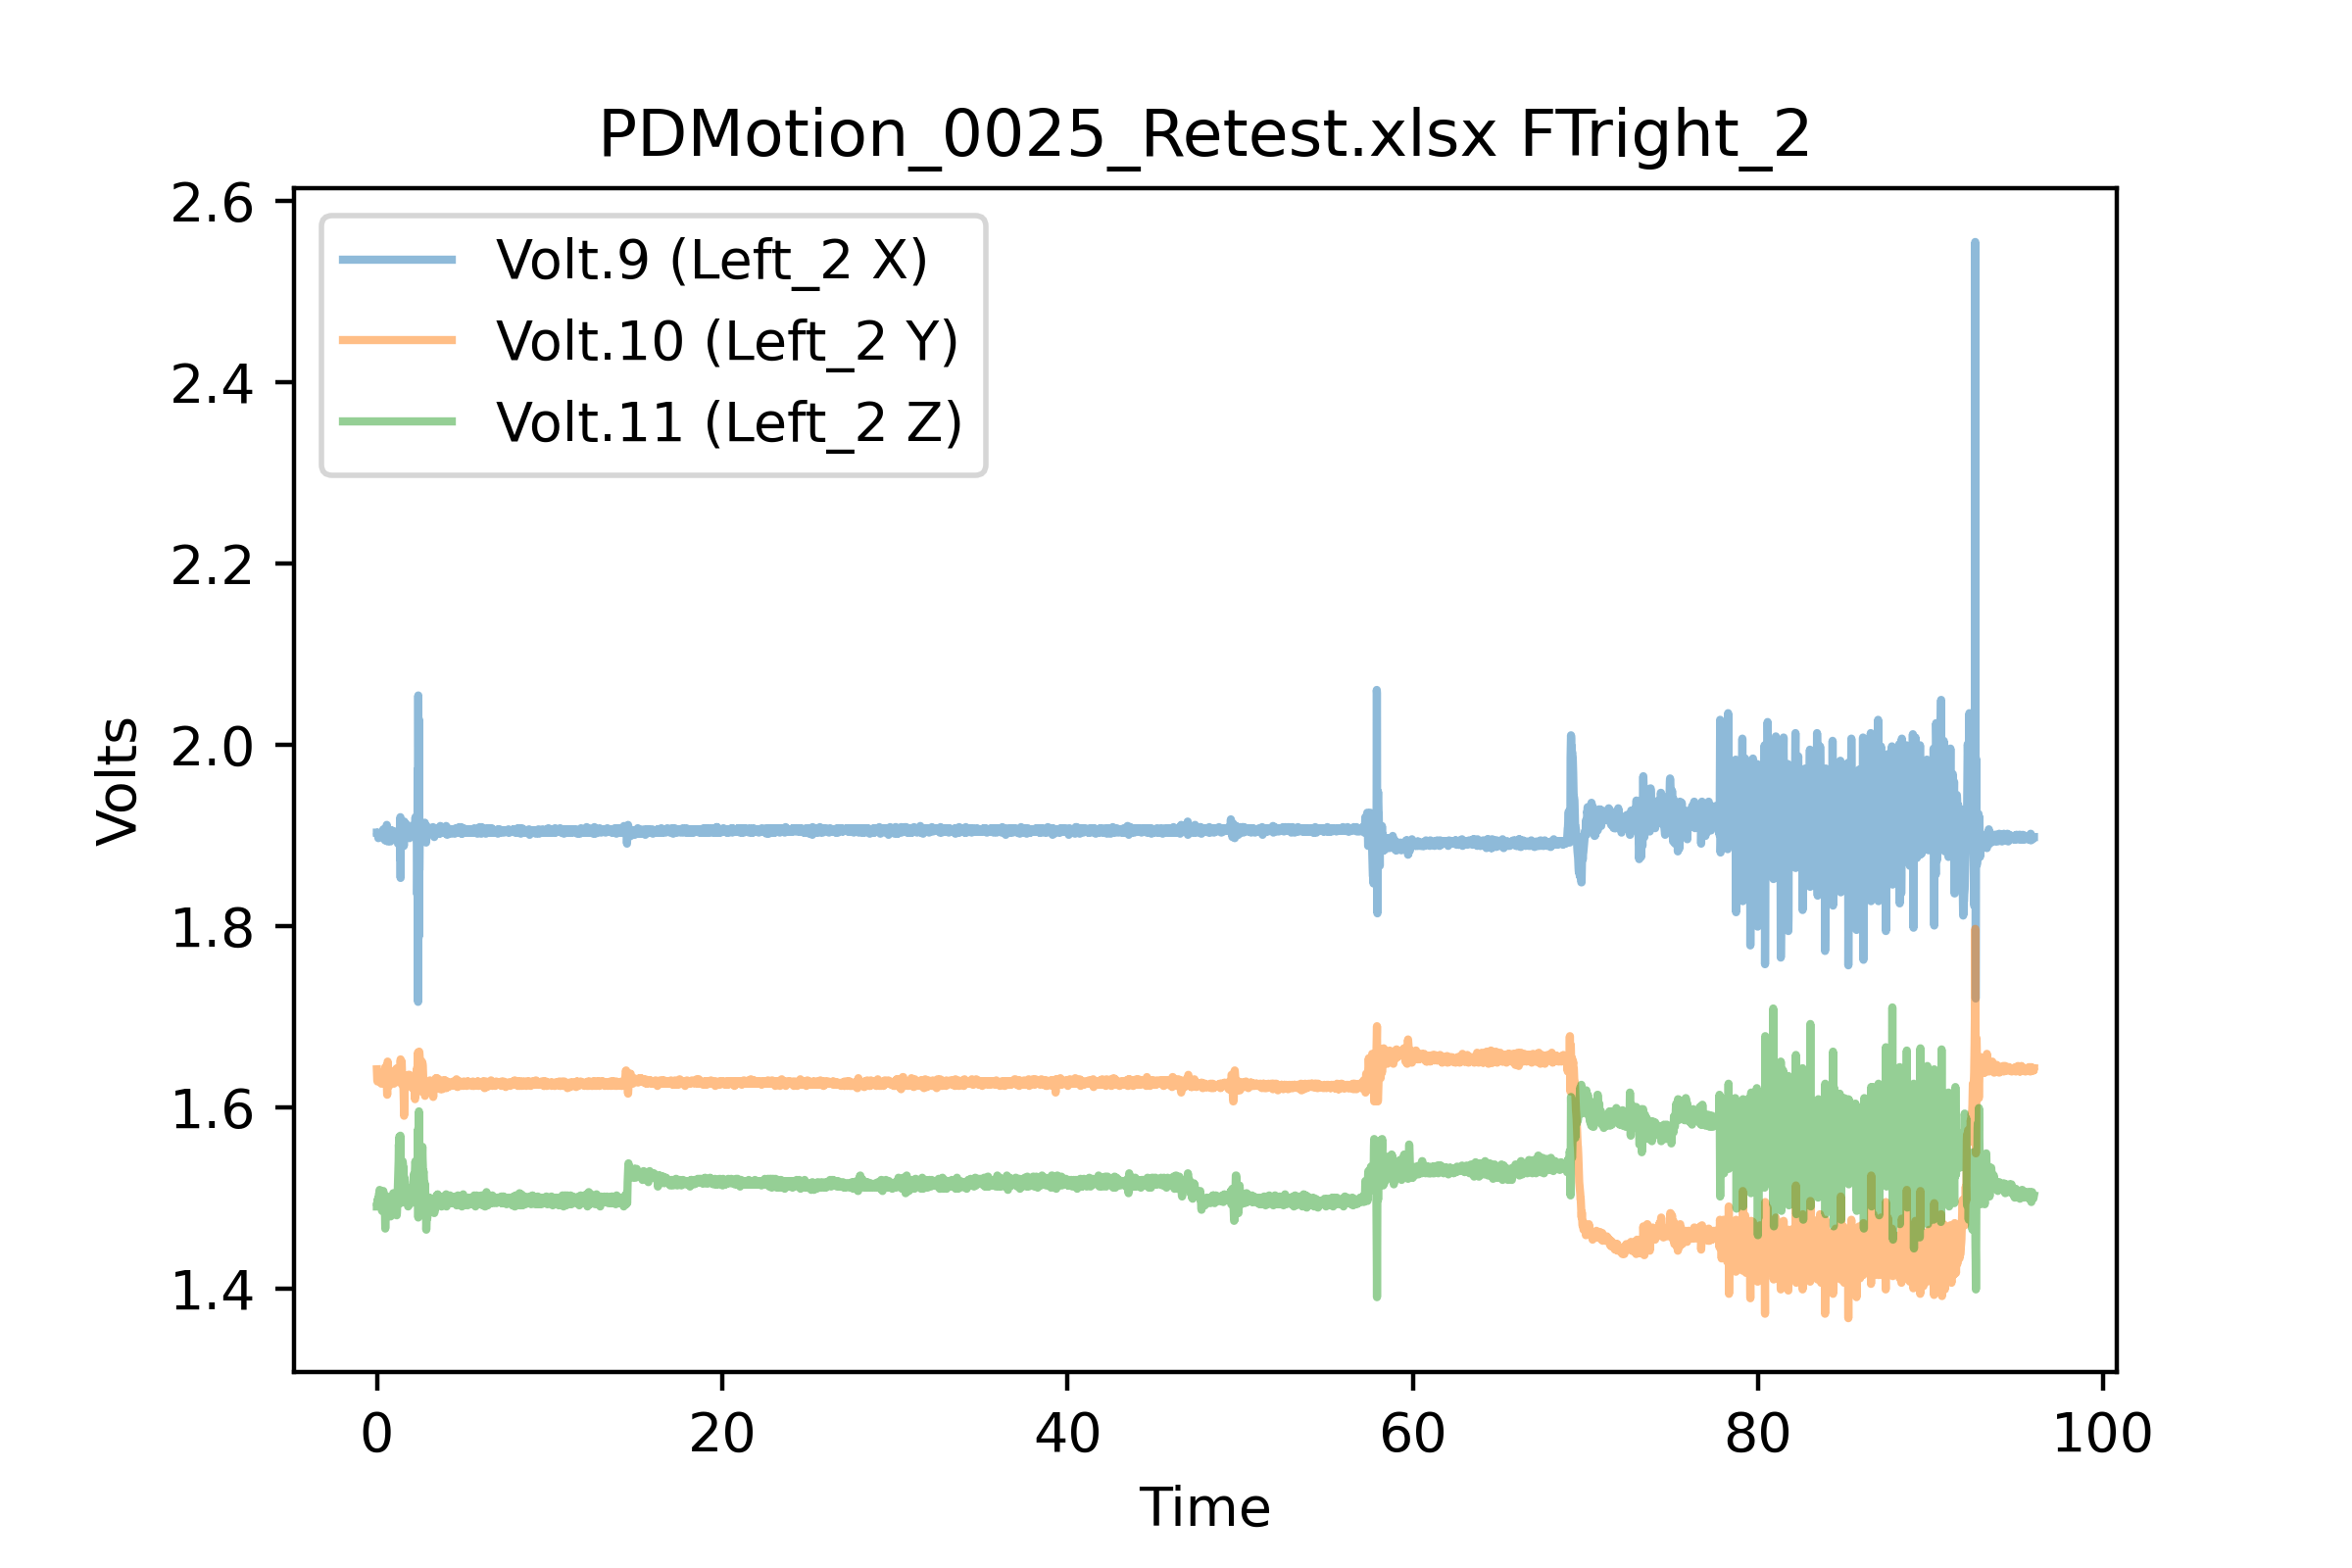 PDMotion_0025_Retest.xlsx FTright_2
2.6
2.4
2.2
2.0
1.8
1.6
1.4
Volts
Volt.9 (Left_2 X)
Volt.10 (Left_2 Y)
Volt.11 (Left_2 Z)
0 20 40 60 80 100
Time